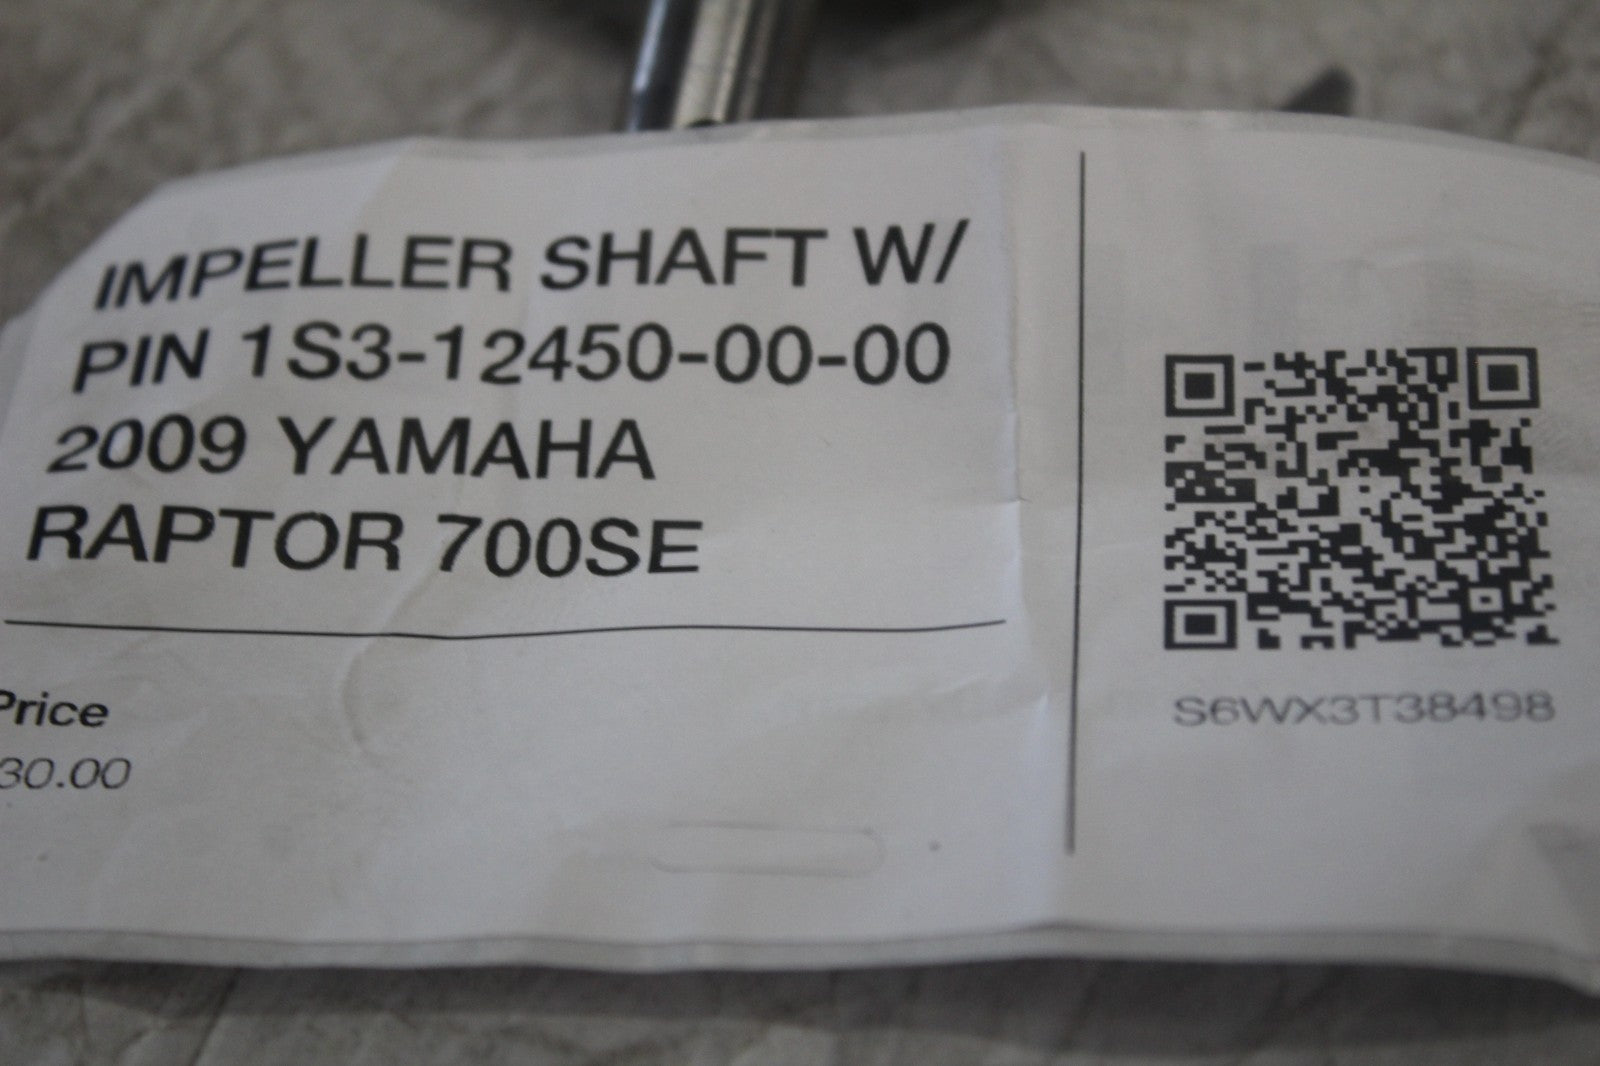 IMPELLER SHAFT W/
PIN 1S3-12450-00-00
2009 YAMAHA
RAPTOR 700SE
Price
30.00
S6WX3T38498